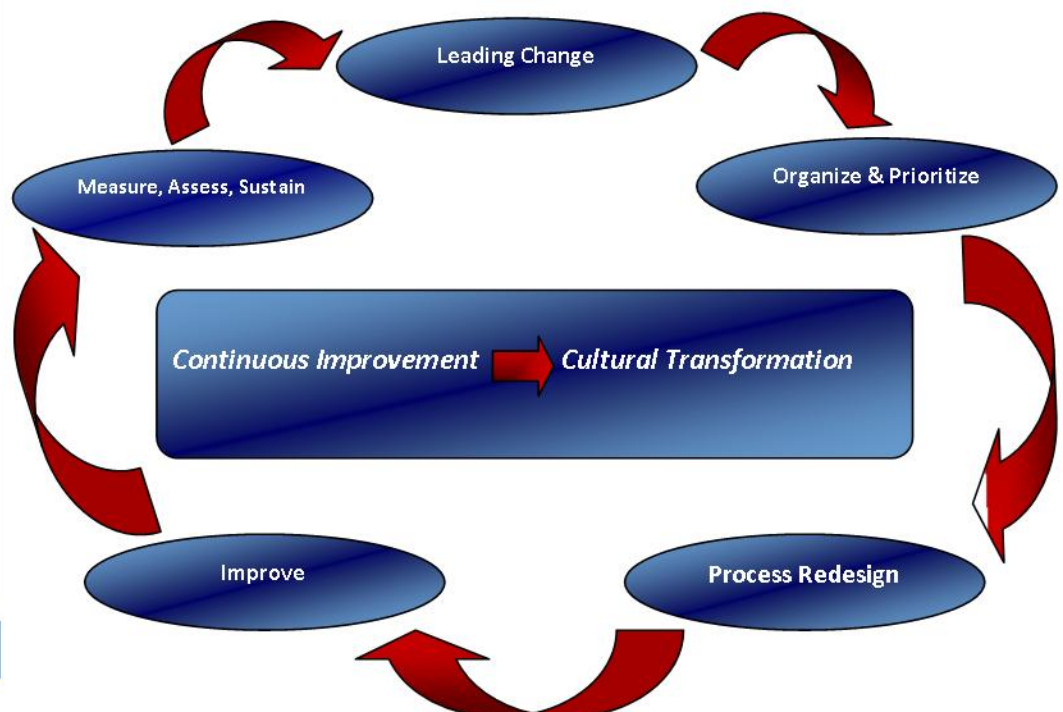 Leading Change
Organize & Prioritize
Process Redesign
Improve
Measure, Assess, Sustain
Continuous Improvement Cultural Transformation